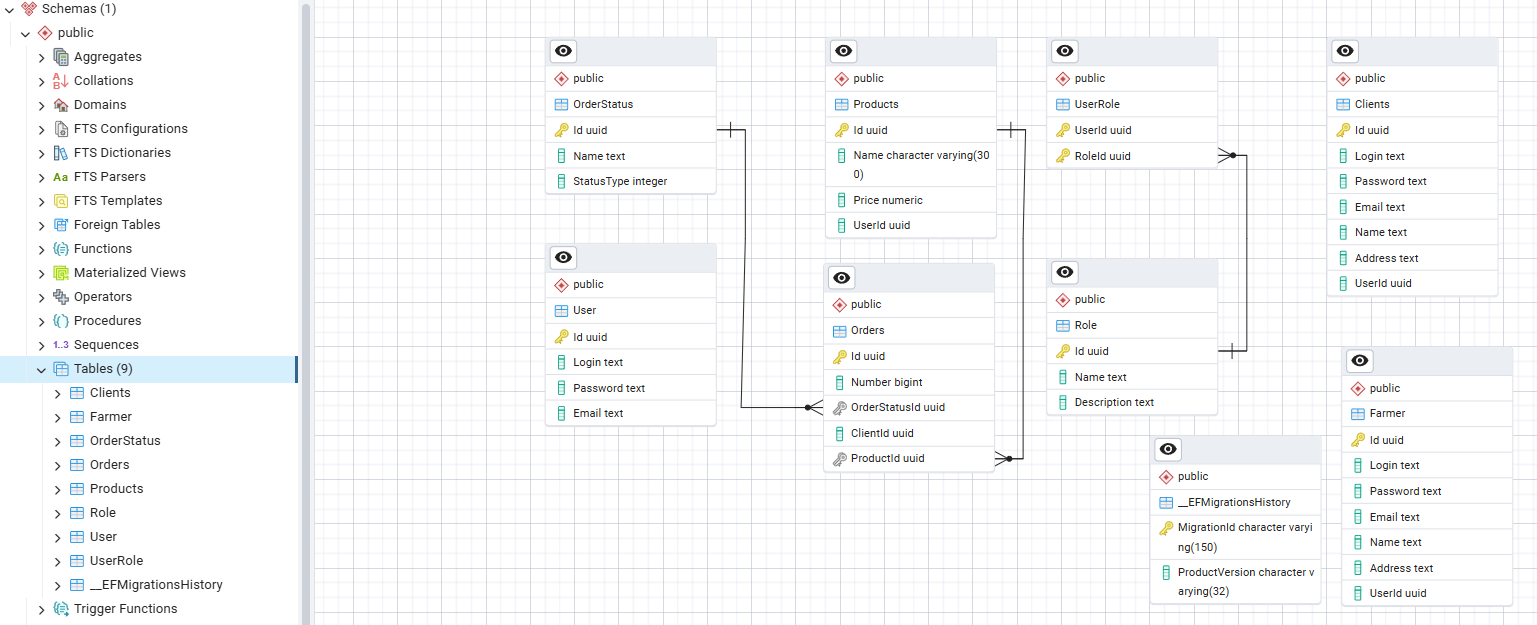 Schemas (1)
public
Aggregates
Collations
Domains
FTS Configurations
FTS Dictionaries
Aa FTS Parsers
FTS Templates
Foreign Tables
Functions
Materialized Views
Operators
Procedures
1..3 Sequences
Tables (9)
Clients
Farmer
OrderStatus
Orders
Products
Role
User
UserRole
__EFMigrationsHistory
Trigger Functions
public
OrderStatus
Id uuid
Name text
StatusType integer
public
User
Id uuid
Login text
Password text
Email text
public
Products
Id uuid
Name character varying(30
0)
Price numeric
UserId uuid
public
Orders
Id uuid
Number bigint
OrderStatusId uuid
ClientId uuid
ProductId uuid
public
UserRole
UserId uuid
RoleId uuid
public
Role
Id uuid
Name text
Description text
public
__EFMigrationsHistory
MigrationId character varyi
ng(150)
ProductVersion character v
arying(32)
public
Clients
Id uuid
Login text
Password text
Email text
Name text
Address text
UserId uuid
public
Farmer
Id uuid
Login text
Password text
Email text
Name text
Address text
UserId uuid